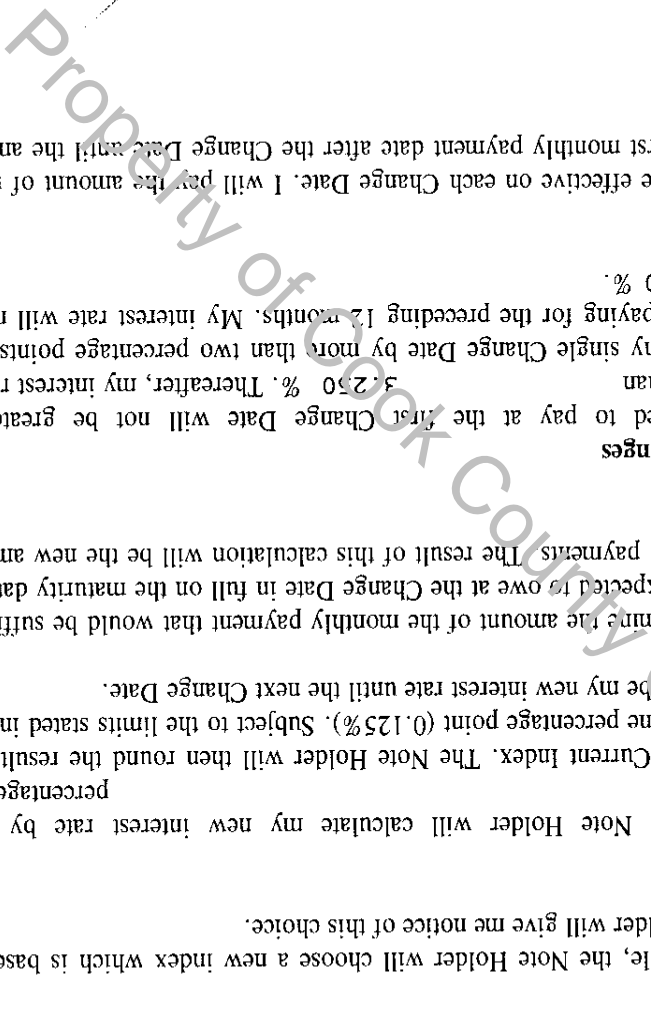 le, the Note Holder will choose a new index which is base
lder will give me notice of this choice.
Note Holder will calculate my new interest rate by
percentage
Current Index. The Note Holder will then round the result
ne percentage point (0.125%). Subject to the limits stated in
be my new interest rate until the next Change Date.
mine the amount of the monthly payment that would be suffi
xpected to owe at the Change Date in full on the maturity dat
payments. The result of this calculation will be the new am
nges
ed to pay at the first Change Date will not be greate
han 3.250 %. Thereafter, my interest r
ny single Change Date by more than two percentage points
paying for the preceding 12 months. My interest rate will n
0 %.
e effective on each Change Date. I will pay the amount of
rst monthly payment date after the Change Date until the am
Property of Cook County